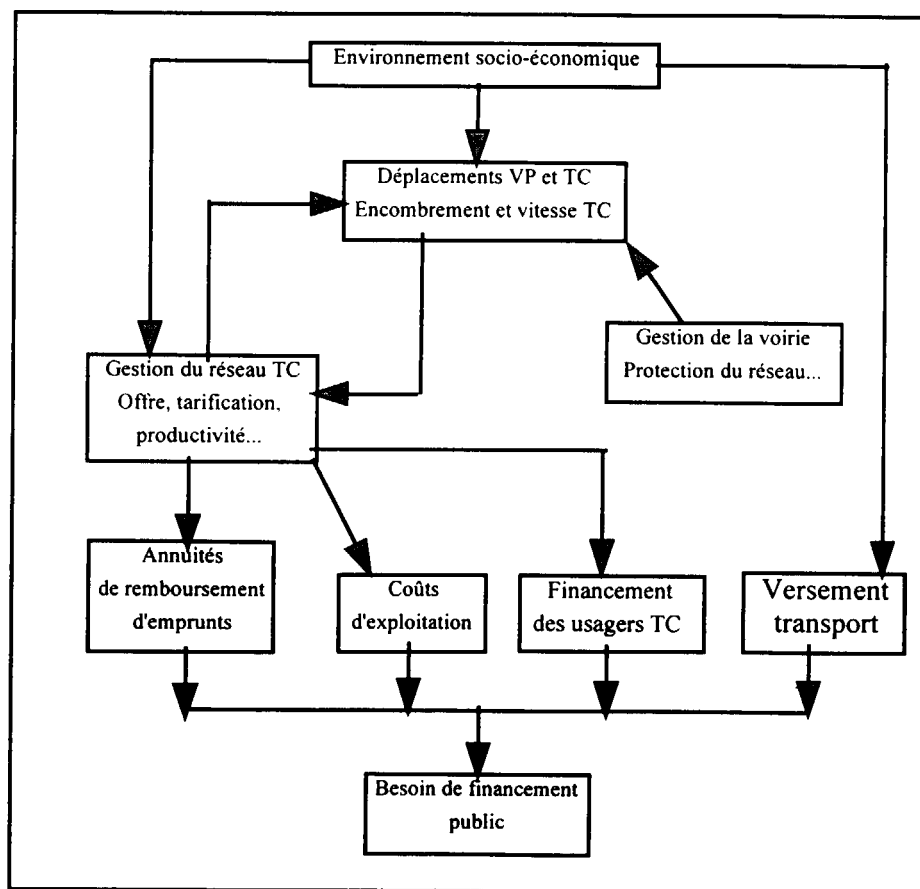 Environnement socio-économique
Déplacements VP et TC
Encombrement et vitesse TC
Gestion de la voirie
Protection du réseau...
Gestion du réseau TC
Offre, tarification,
productivité...
Annuités
de remboursement
d'emprunts
Coûts
d'exploitation
Financement
des usagers TC
Versement
transport
Besoin de financement
public